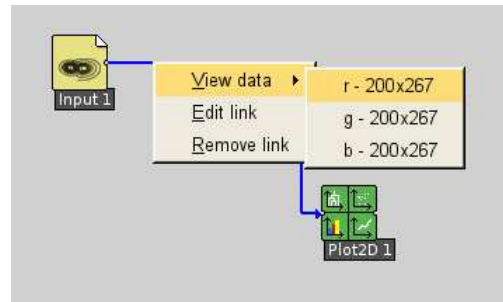 Input 1
View data
Edit link
Remove link
r - 200x267
g - 200x267
b - 200x267
Plot2D 1